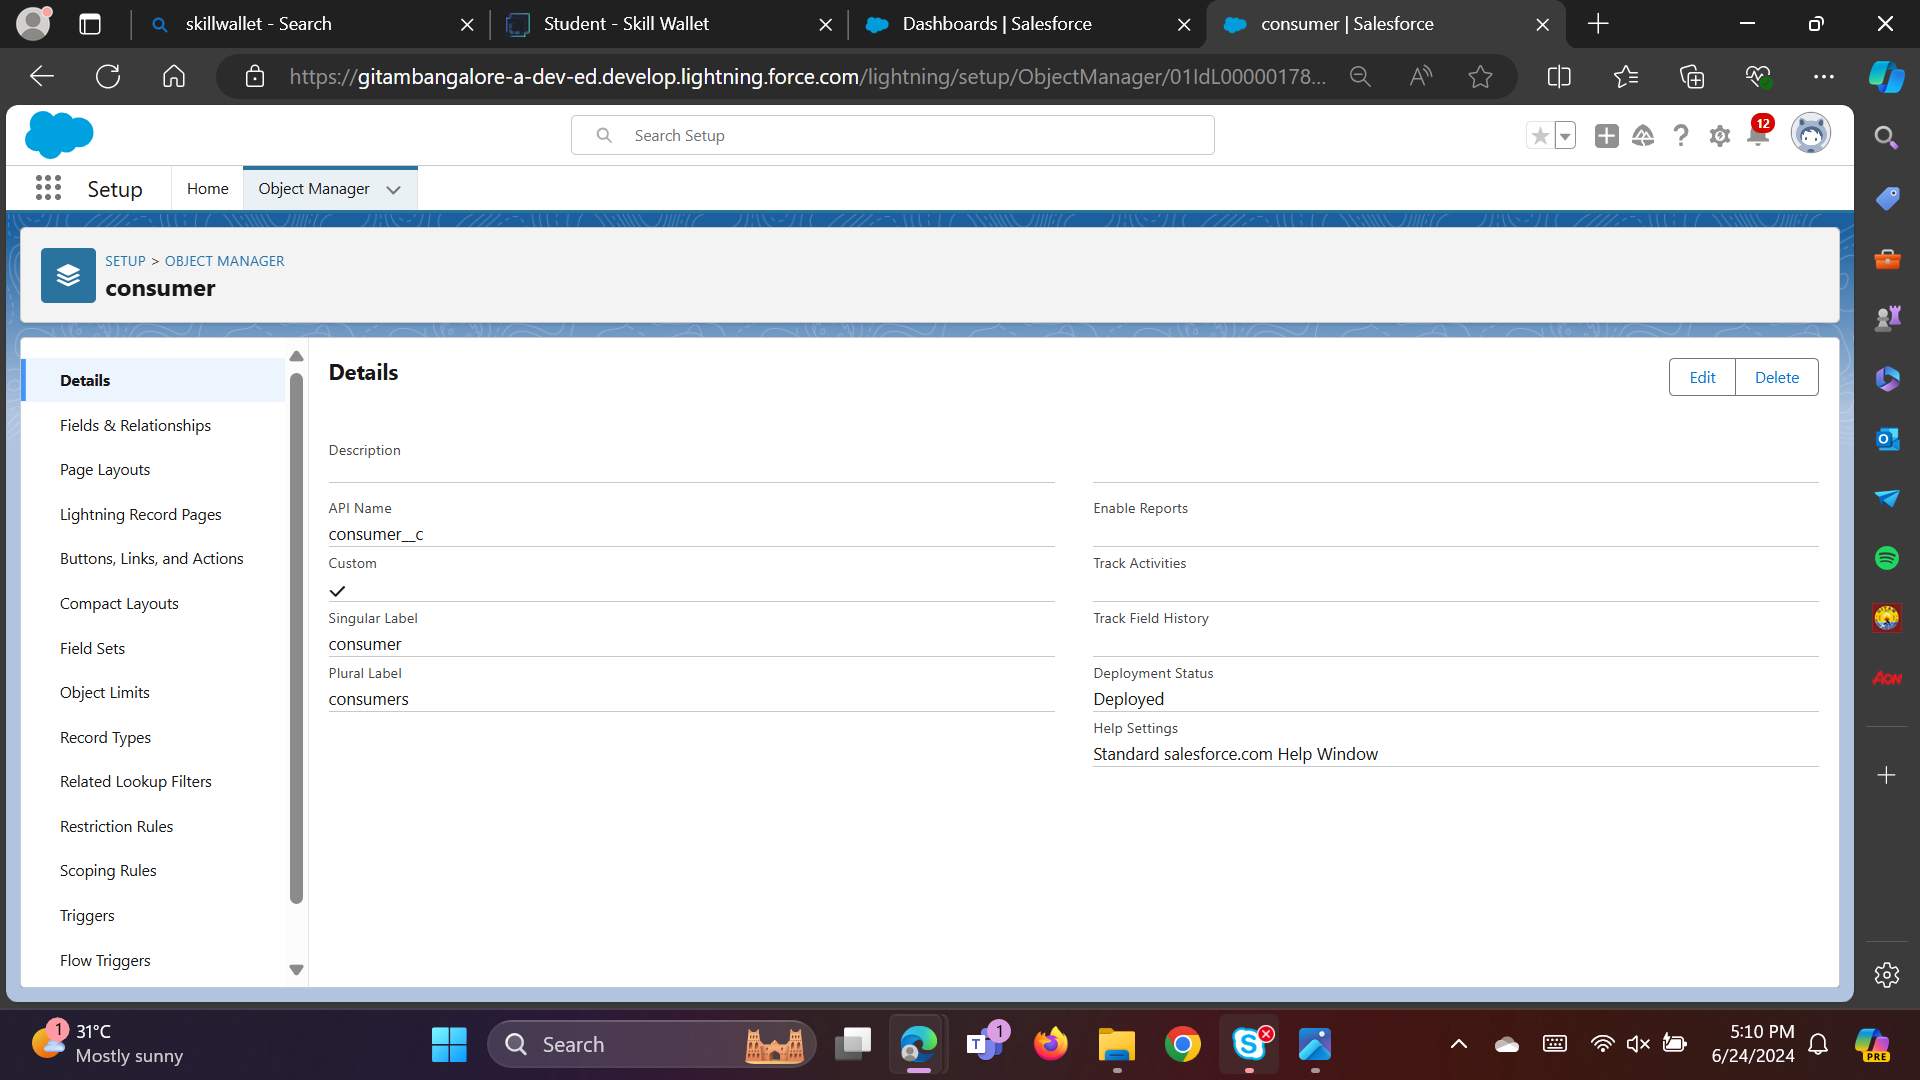 skillwallet - Search
Student - Skill Wallet
Dashboards | Salesforce
consumer | Salesforce
https://gitambangalore-a-dev-ed.develop.lightning.force.com/lightning/setup/ObjectManager/01IdL00000178...
Search Setup
12
Setup
Home
Object Manager
SETUP > OBJECT MANAGER
consumer
Details
Fields & Relationships
Page Layouts
Lightning Record Pages
Buttons, Links, and Actions
Compact Layouts
Field Sets
Object Limits
Record Types
Related Lookup Filters
Restriction Rules
Scoping Rules
Triggers
Flow Triggers
Details
Edit
Delete
Description
API Name
consumer__c
Custom
Singular Label
consumer
Plural Label
consumers
Enable Reports
Track Activities
Track Field History
Deployment Status
Deployed
Help Settings
Standard salesforce.com Help Window
AON
1
31°C
Mostly sunny
Search
1
5:10 PM
6/24/2024
PRE